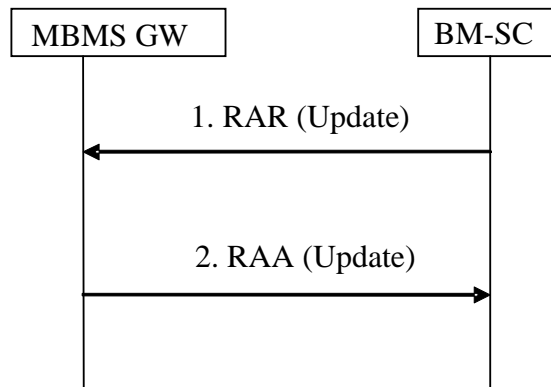 MBMS GW
BM-SC
1. RAR (Update)
2. RAA (Update)